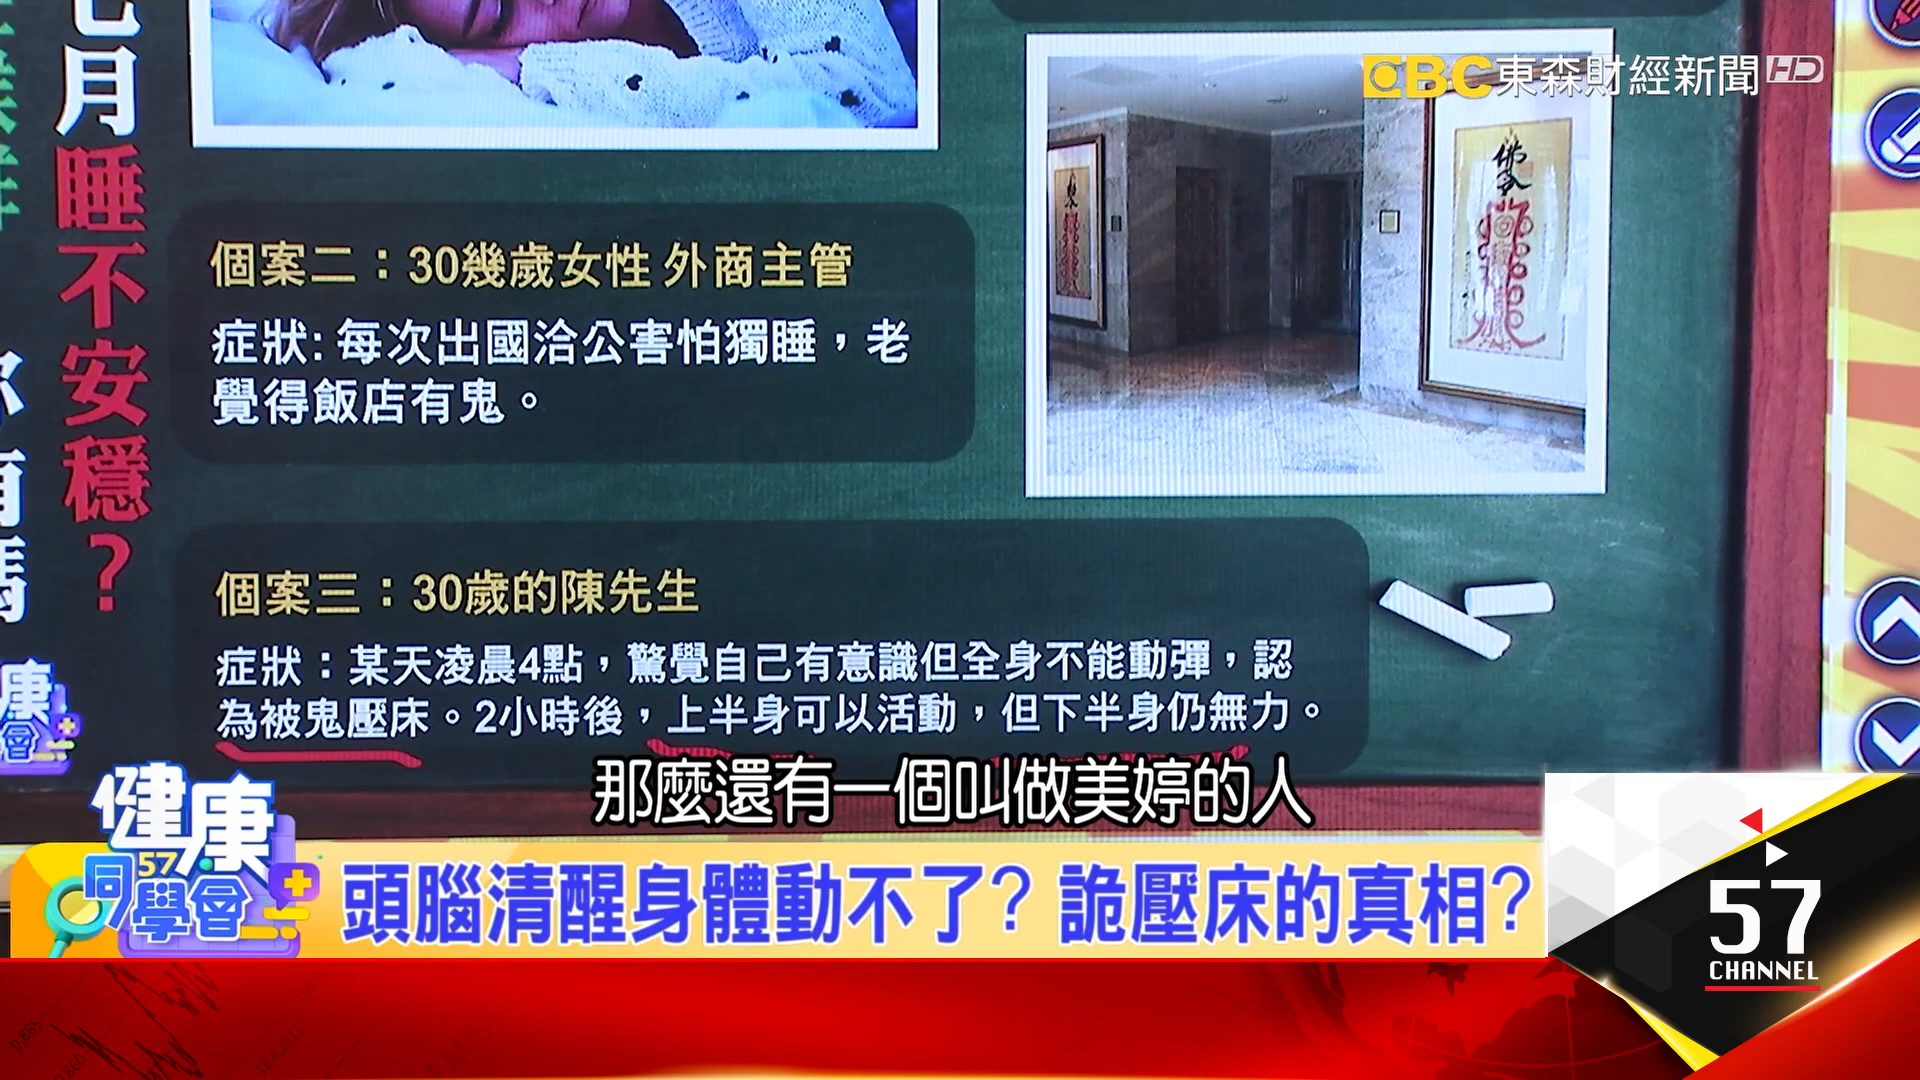 七月睡不安穩？
EBC東森財經新聞HD
個案二：30幾歲女性 外商主管
症狀: 每次出國洽公害怕獨睡，老
覺得飯店有鬼。
個案三：30歲的陳先生
症狀：某天凌晨4點，驚覺自己有意識但全身不能動彈，認
為被鬼壓床。2小時後，上半身可以活動，但下半身仍無力。
那麼還有一個叫做美婷的人
健康
57
同學會
頭腦清醒身體動不了? 詭壓床的真相?
57
CHANNEL